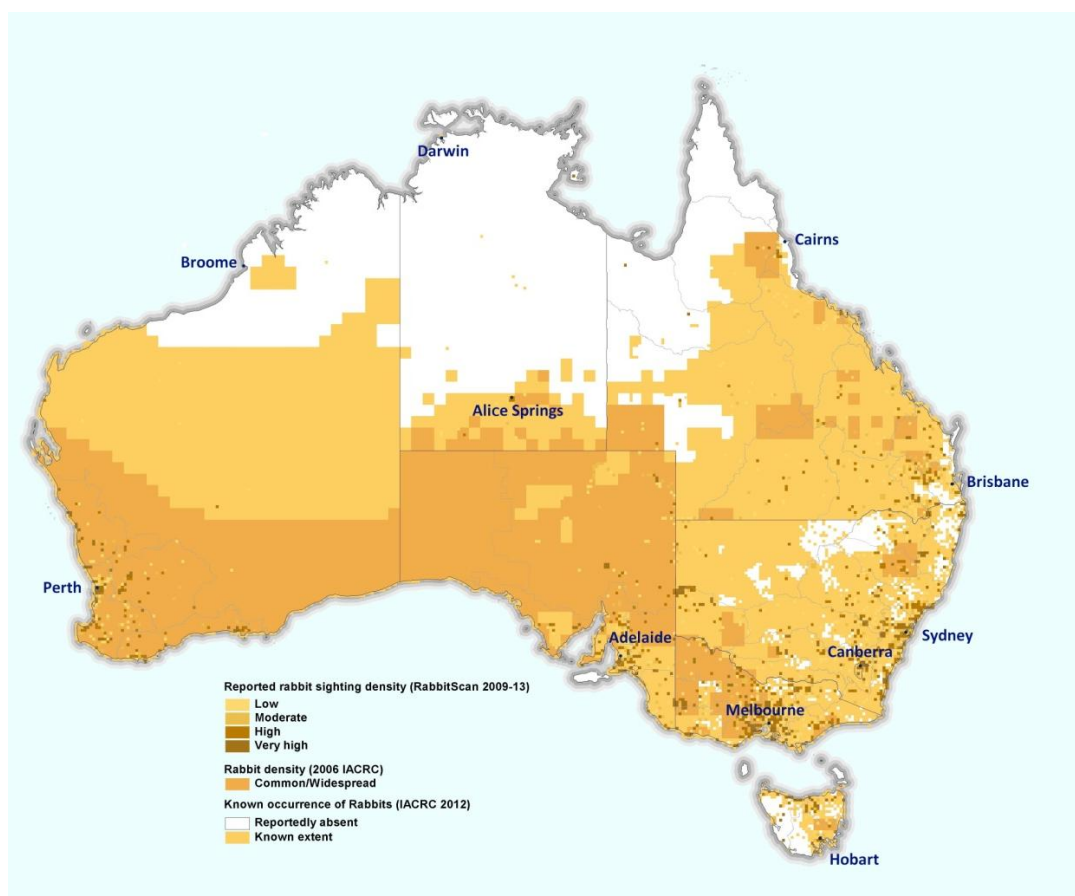 Darwin
Cairns
Broome
Alice Springs
Brisbane
Perth
Adelaide
Sydney
Canberra
Melbourne
Reported rabbit sighting density (RabbitScan 2009-13)
Low
Moderate
High
Very high
Rabbit density (2006 IACRC)
Common/Widespread
Known occurrence of Rabbits (IACRC 2012)
Reportedly absent
Known extent
Hobart